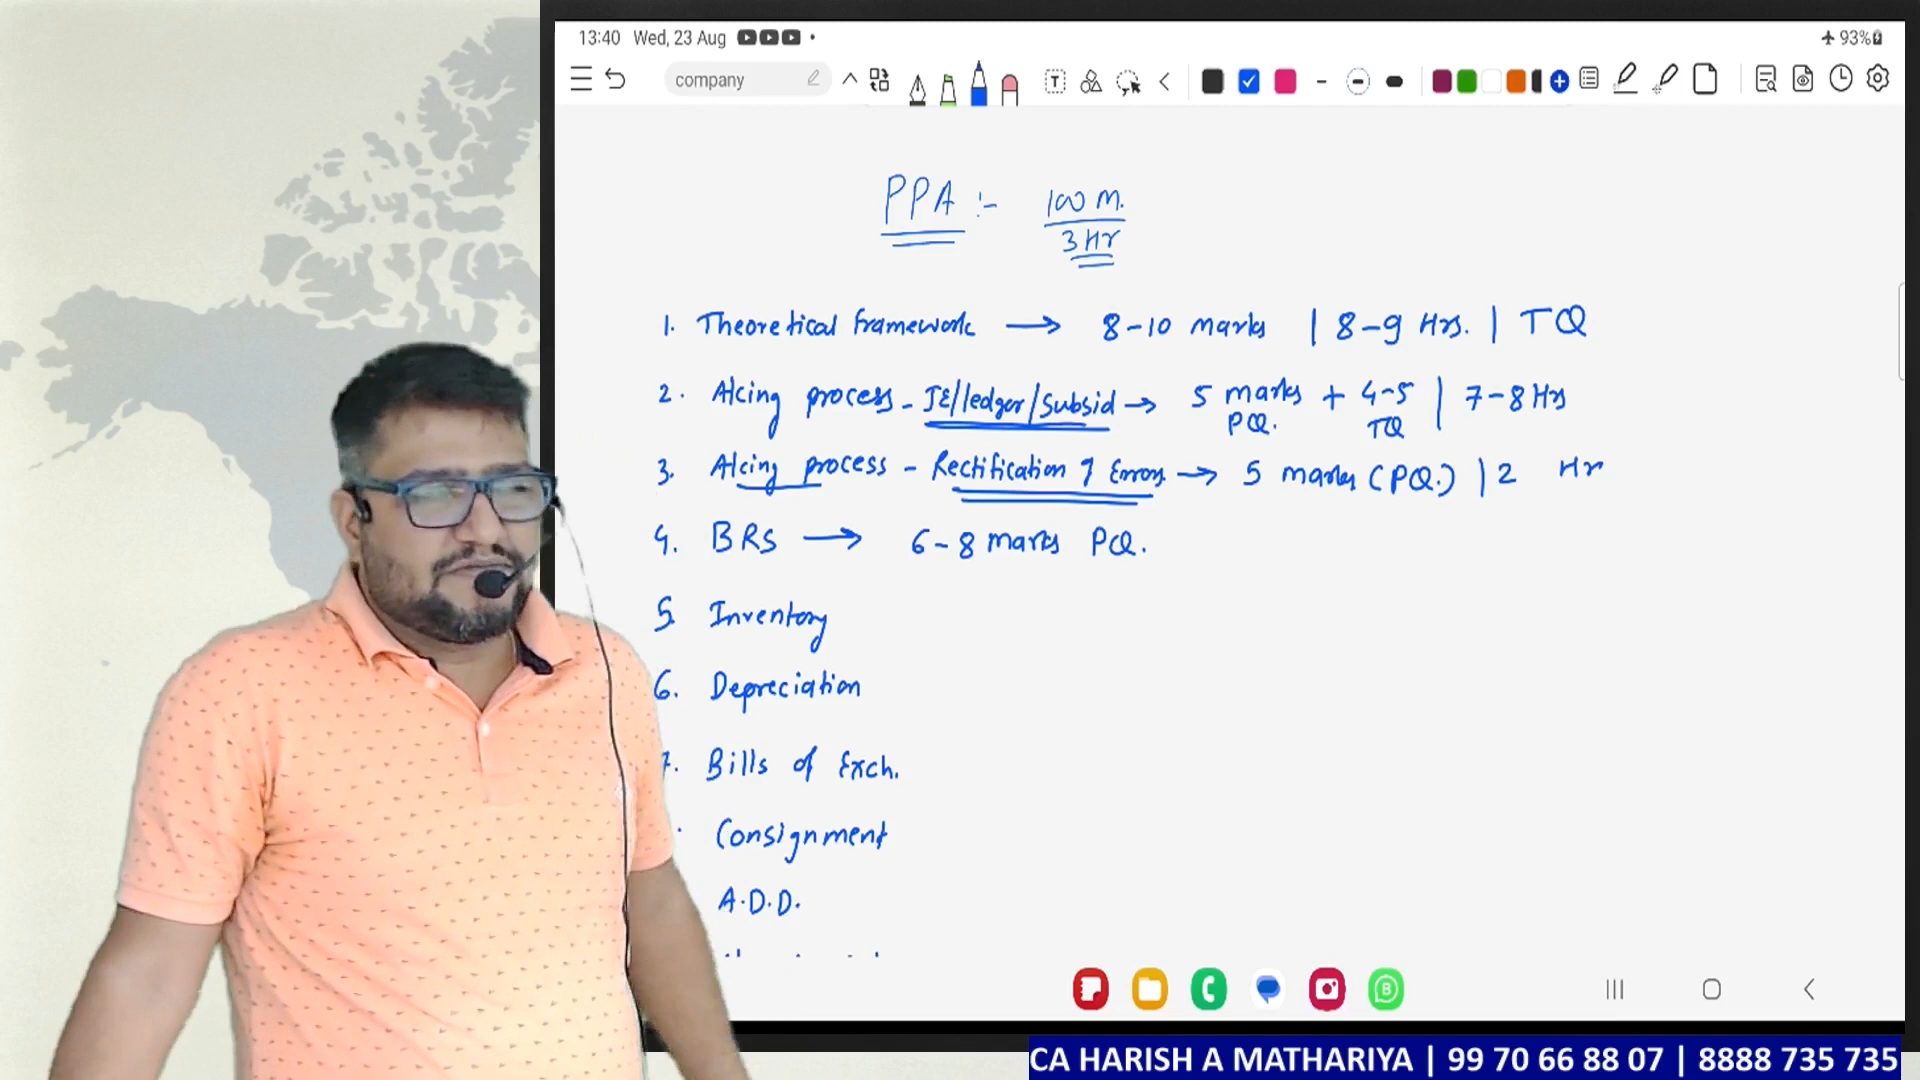 13:40 Wed, 23 Aug
93%
company
T
PPA :- 100 M.
3 Hr
1. Theoretical framework → 8-10 marks | 8-9 Hrs. | TQ
2. A/cing process - JE/ledger/Subsid → 5 marks + 4-5 | 7-8 Hrs
PQ. TQ
3. A/cing process - Rectification of Errors → 5 marks (PQ.) | 2 Hr
4. BRS → 6-8 marks PQ.
5. Inventory
6. Depreciation
7. Bills of Exch.
Consignment
A.D.D.
CA HARISH A MATHARIYA | 99 70 66 88 07 | 8888 735 735